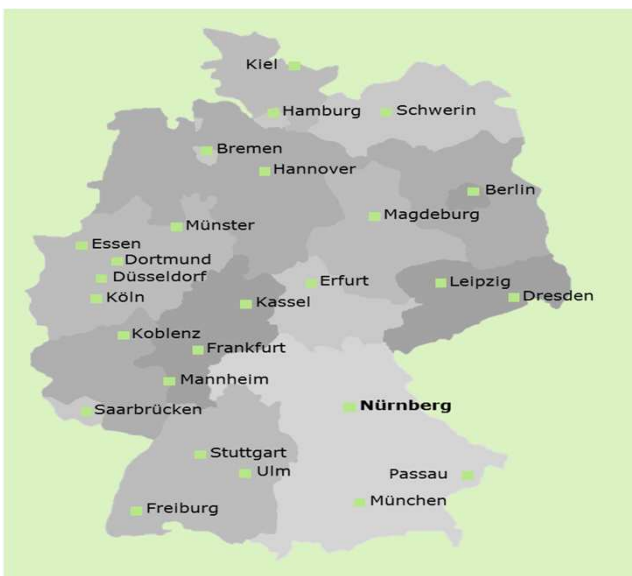 Kiel
Hamburg
Schwerin
Bremen
Hannover
Berlin
Magdeburg
Münster
Essen
Dortmund
Düsseldorf
Erfurt
Leipzig
Köln
Kassel
Dresden
Koblenz
Frankfurt
Mannheim
Saarbrücken
Nürnberg
Stuttgart
Ulm
Passau
Freiburg
München